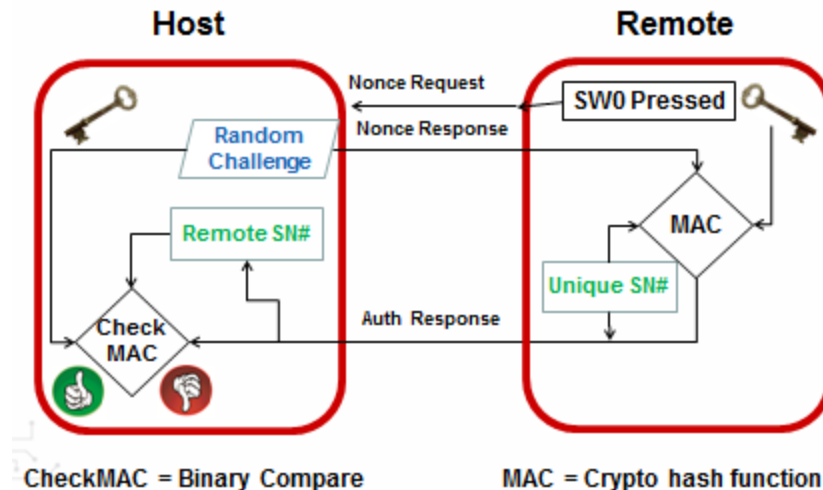 Host
Remote
Nonce Request
SW0 Pressed
Nonce Response
Random
Challenge
MAC
Remote SN#
Unique SN#
Auth Response
Check
MAC
CheckMAC = Binary Compare
MAC = Crypto hash function